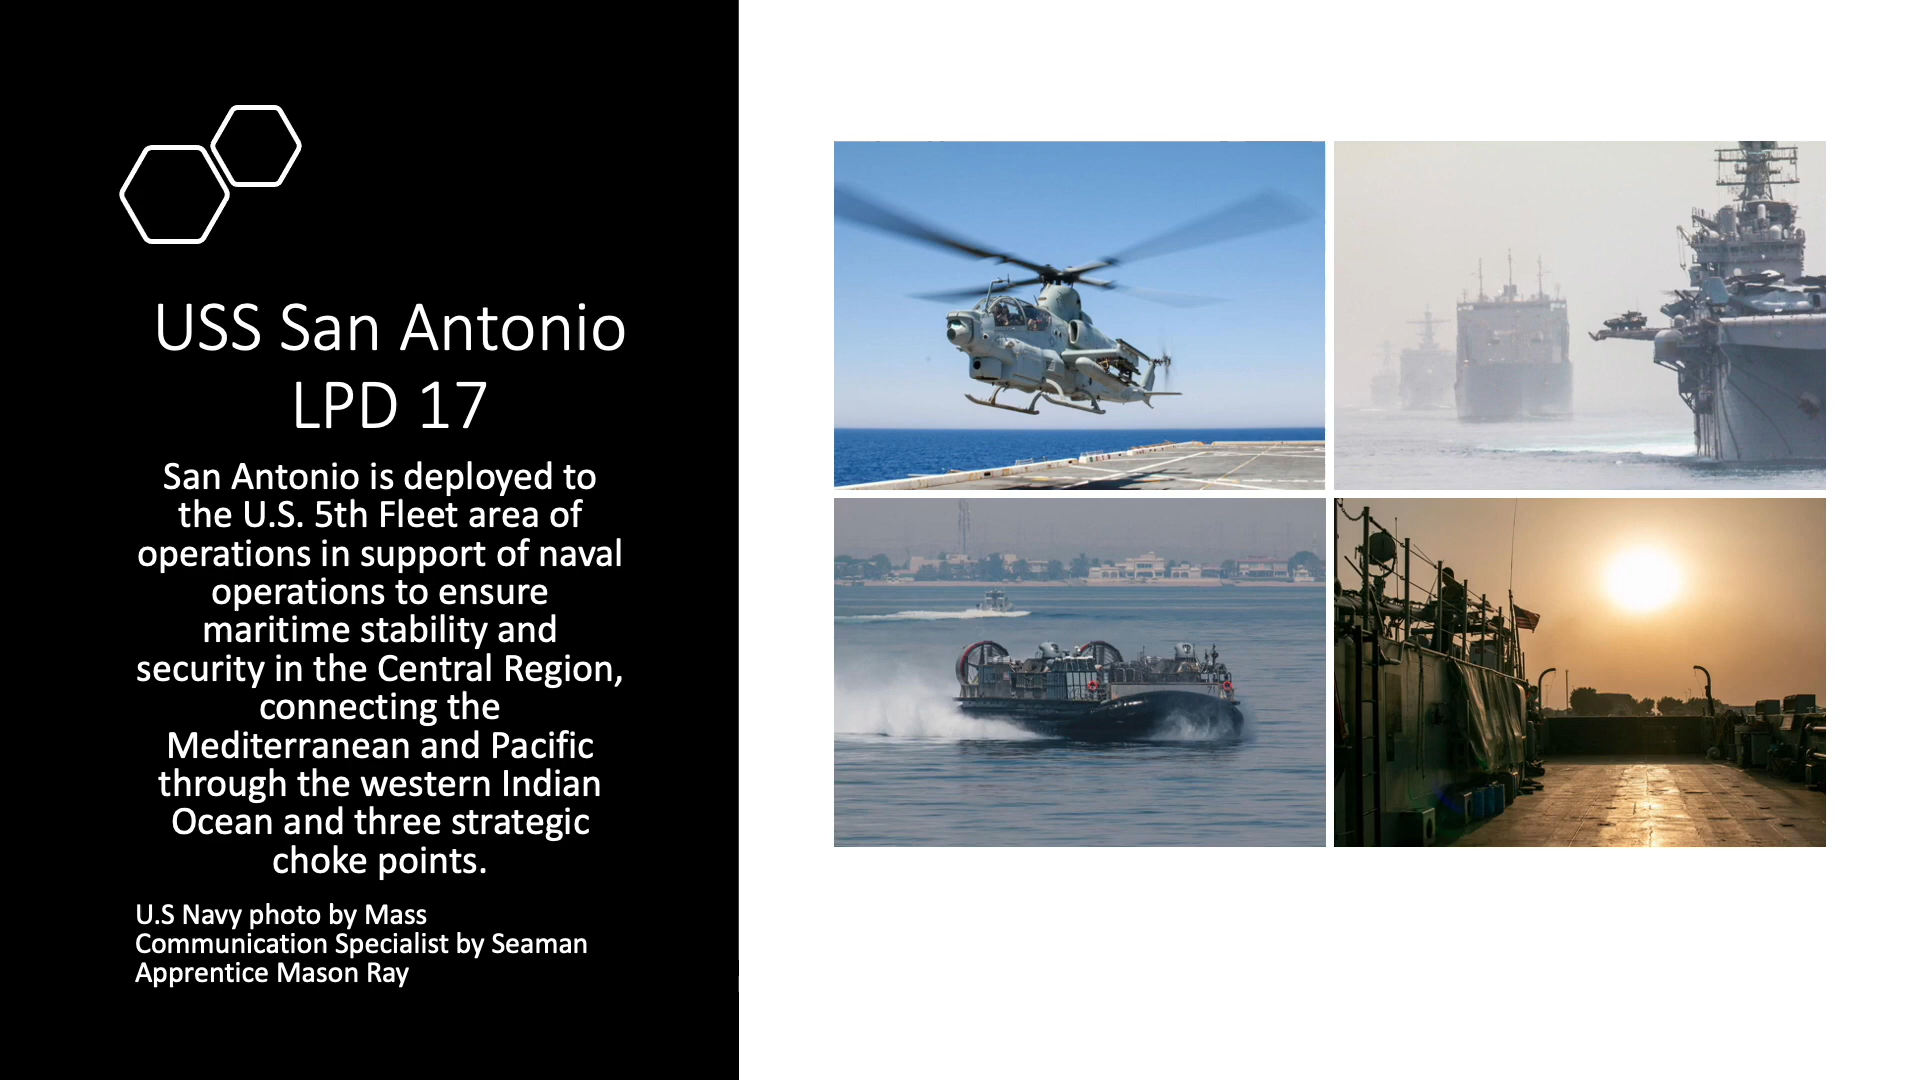 USS San Antonio
LPD 17
San Antonio is deployed to
the U.S. 5th Fleet area of
operations in support of naval
operations to ensure
maritime stability and
security in the Central Region,
connecting the
Mediterranean and Pacific
through the western Indian
Ocean and three strategic
choke points.
U.S Navy photo by Mass
Communication Specialist by Seaman
Apprentice Mason Ray
71